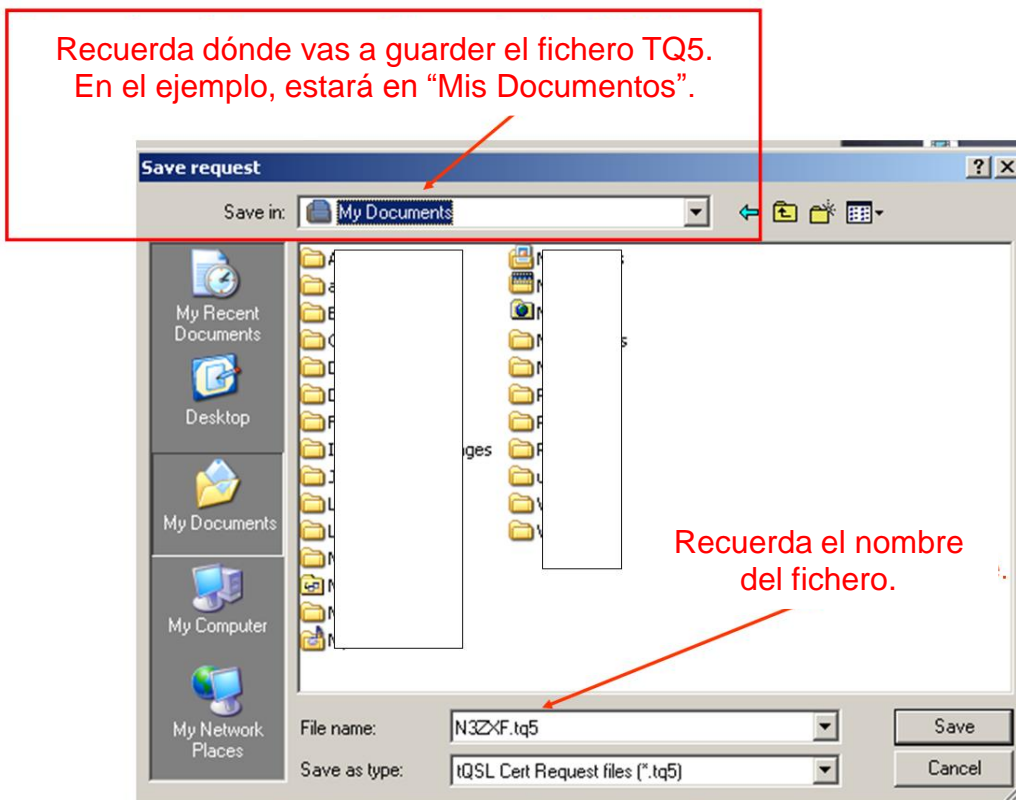 Recuerda dónde vas a guarder el fichero TQ5.
En el ejemplo, estará en “Mis Documentos”.
Save request
Save in:
My Documents
My Recent
Documents
Desktop
My Documents
My Computer
My Network
Places
Recuerda el nombre
del fichero.
File name:
N3ZXF.tq5
Save
Save as type:
tQSL Cert Request files (*.tq5)
Cancel